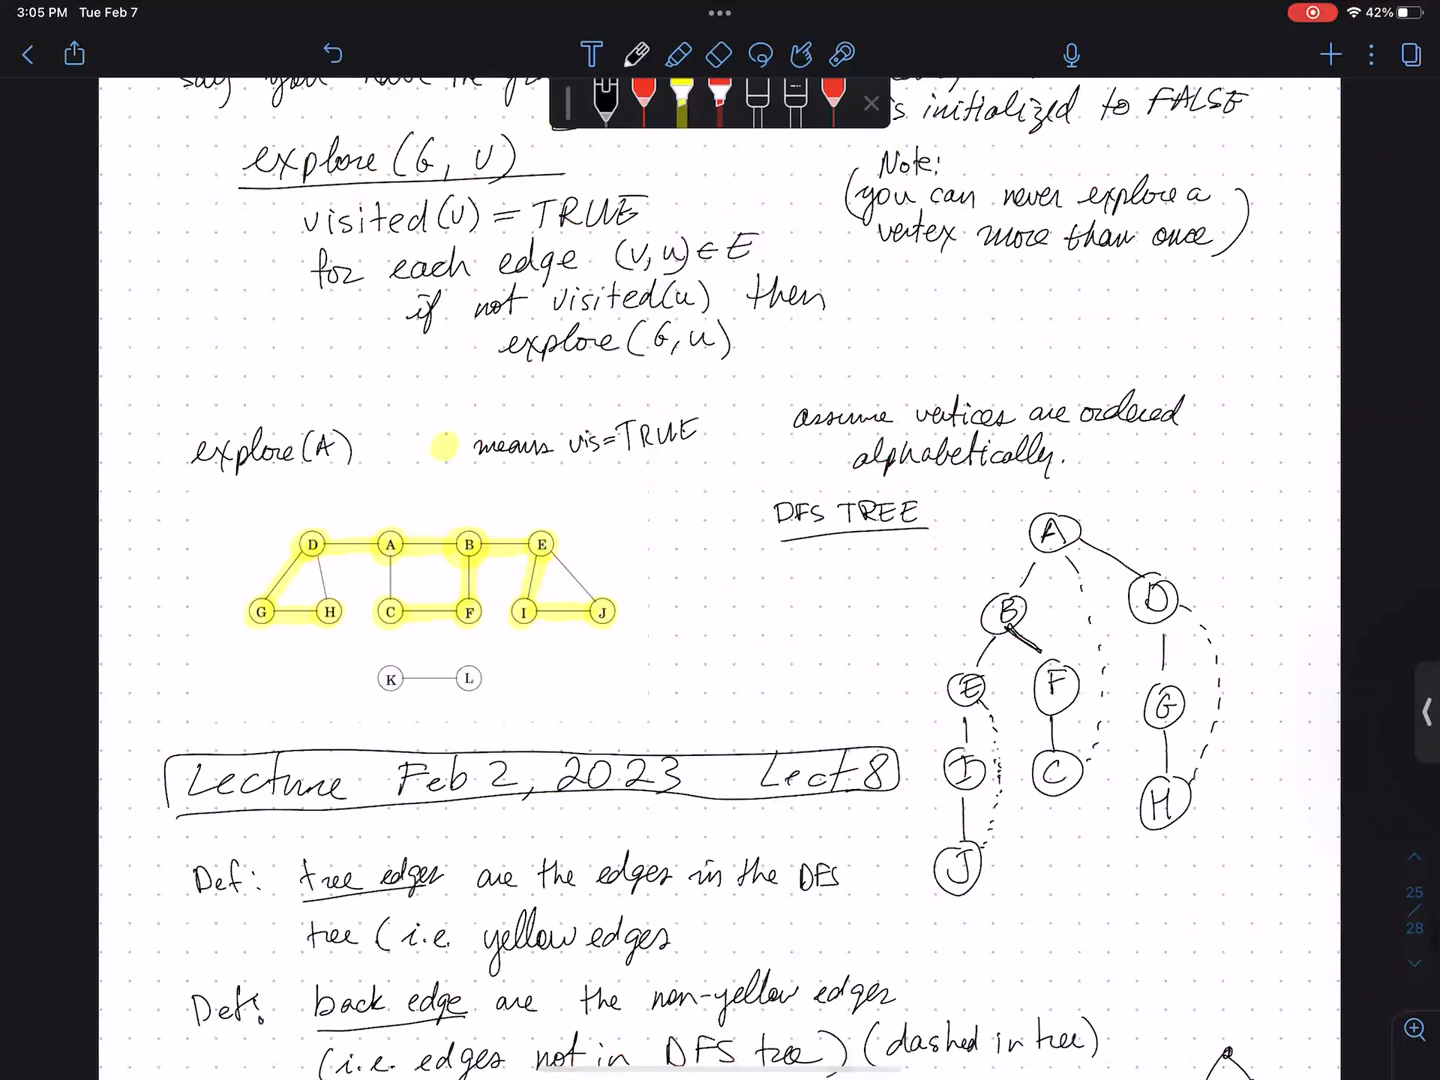 3:05 PM Tue Feb 7
42%
say you have
is initialized to FALSE
explore(G, v)
visited(v) = TRUE
for each edge (v,u) ∈ E
if not visited(u) then
explore(G,u)
Note:
(you can never explore a
vertex more than once)
explore(A)
means vis=TRUE
assume vertices are ordered
alphabetically.
DFS TREE
D A B E
G H C F I J
K L
A
B D
E F G
I C H
J
Lecture Feb 2, 2023 Lect 8
Def: tree edges are the edges in the DFS
tree (i.e. yellow edges
Def: back edge are the non-yellow edges
(i.e. edges not in DFS tree) (dashed in tree)
25
/
28